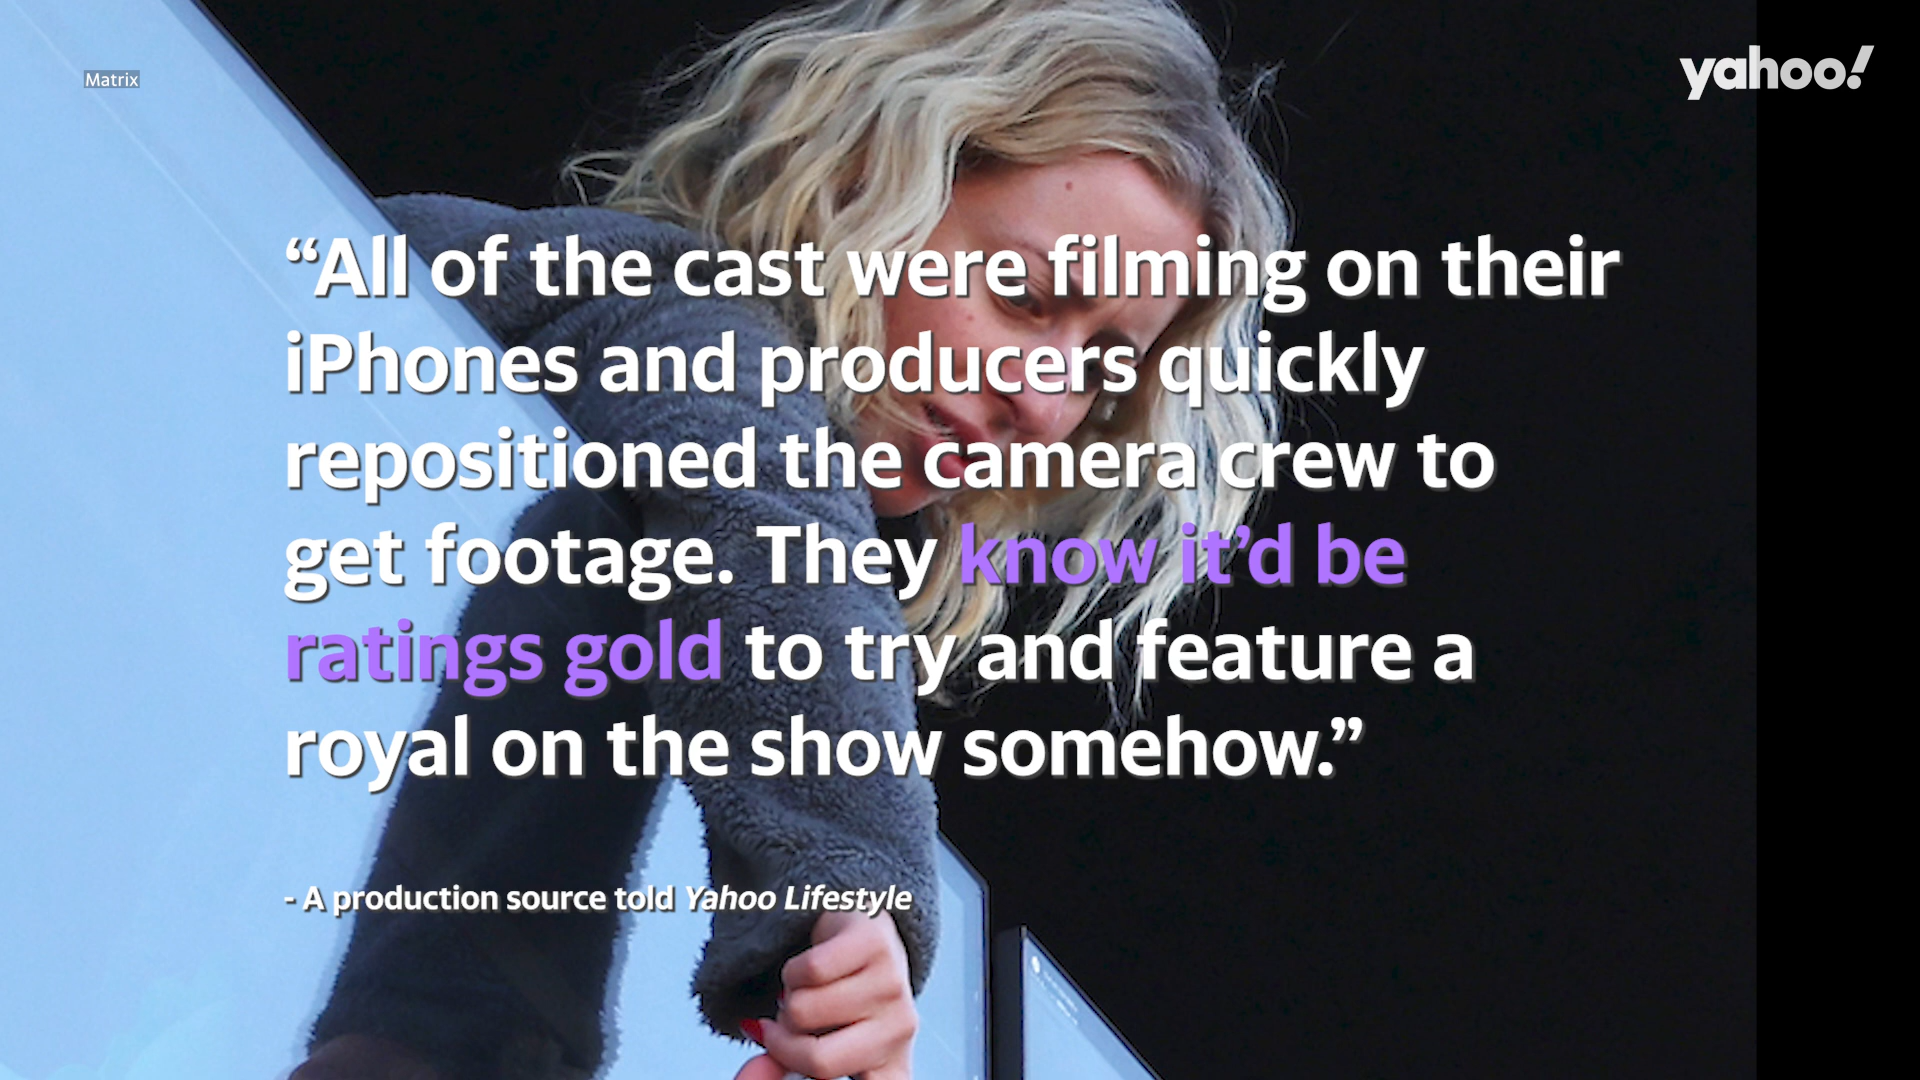 Matrix
yahoo!
“All of the cast were filming on their
iPhones and producers quickly
repositioned the camera crew to
get footage. They know it’d be
ratings gold to try and feature a
royal on the show somehow.”
- A production source told Yahoo Lifestyle